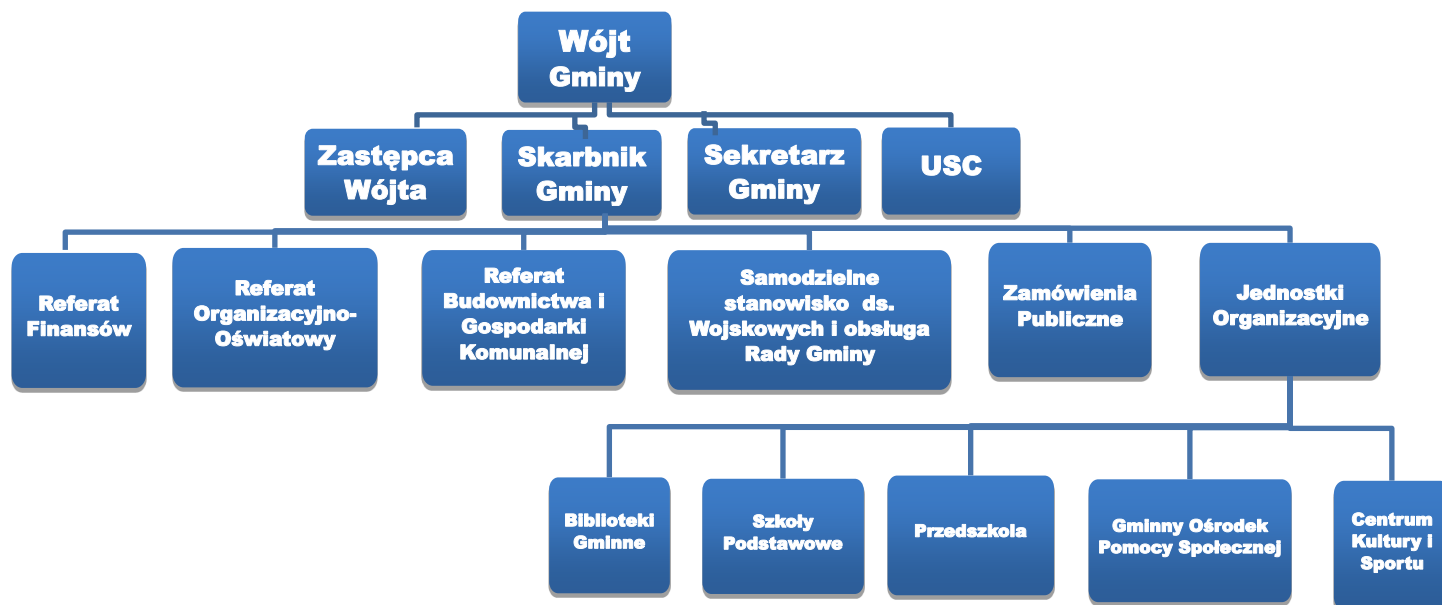 Wójt
Gminy
Zastępca
Wójta
Skarbnik
Gminy
Sekretarz
Gminy
USC
Referat
Finansów
Referat
Organizacyjno-
Oświatowy
Referat
Budownictwa i
Gospodarki
Komunalnej
Samodzielne
stanowisko ds.
Wojskowych i obsługa
Rady Gminy
Zamówienia
Publiczne
Jednostki
Organizacyjne
Biblioteki
Gminne
Szkoły
Podstawowe
Przedszkola
Gminny Ośrodek
Pomocy Społecznej
Centrum
Kultury i
Sportu